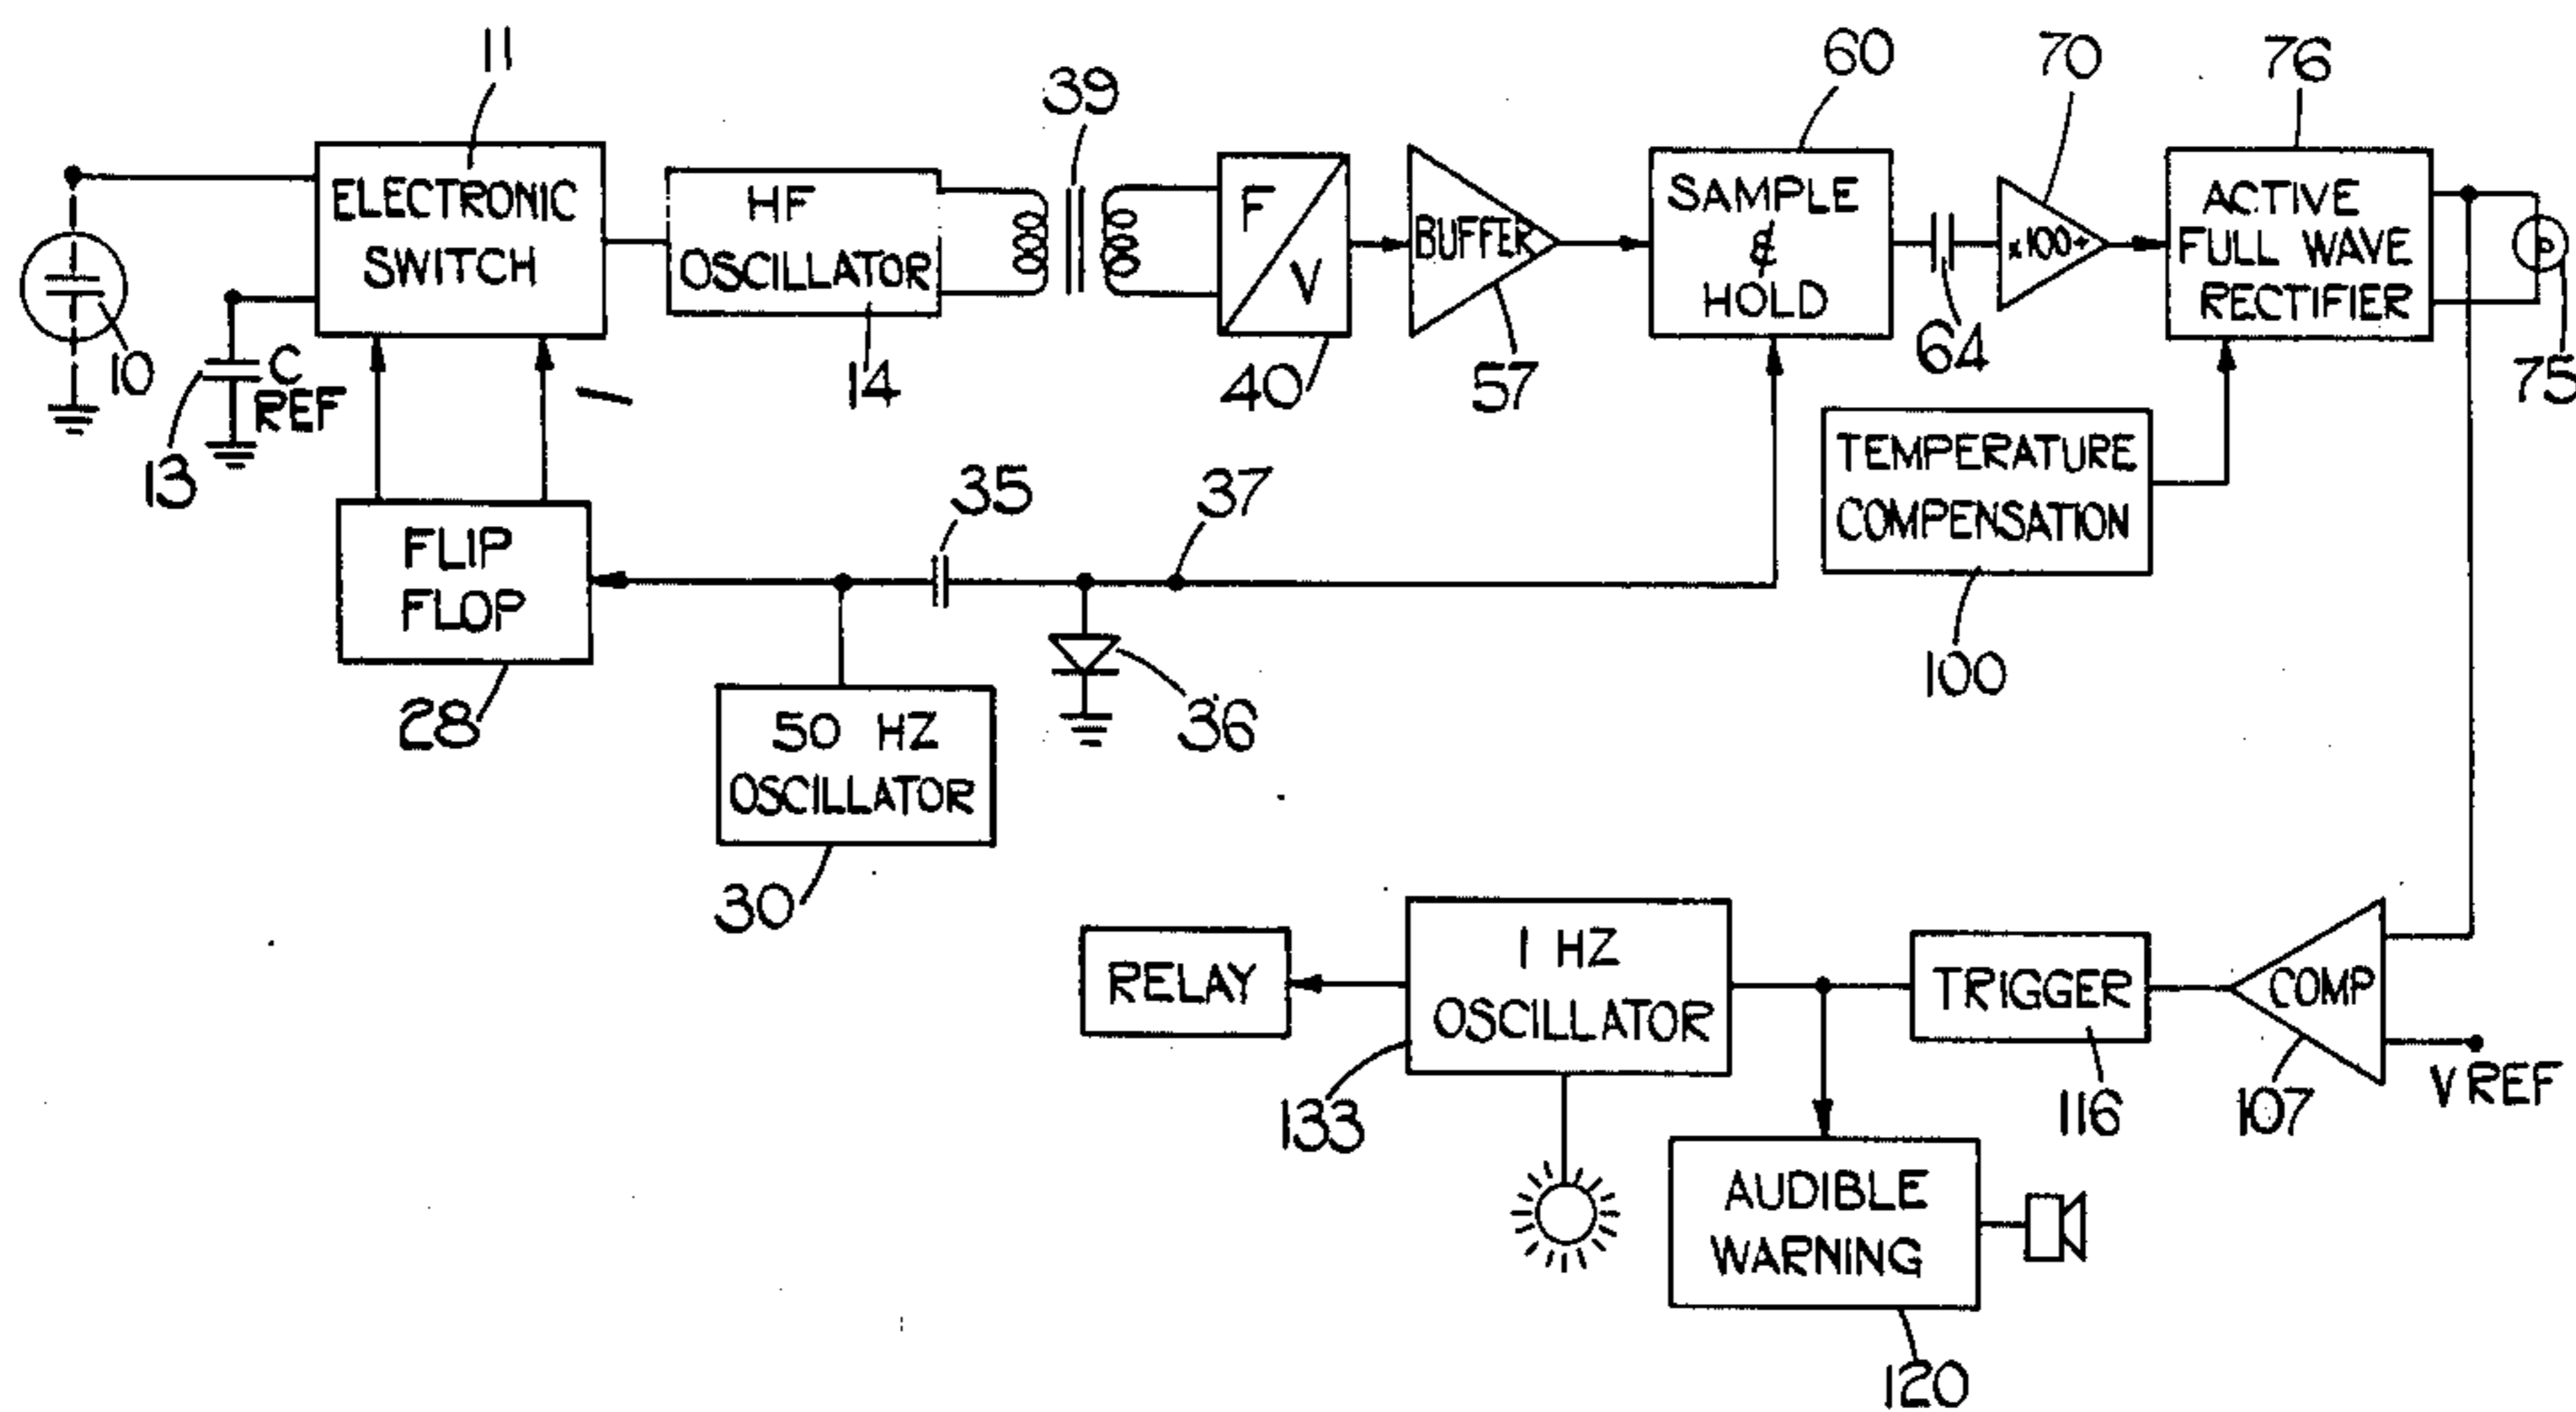 11
39
60
70
76
ELECTRONIC
SWITCH
HF
OSCILLATOR
F
V
BUFFER
SAMPLE
&
HOLD
x100+
ACTIVE
FULL WAVE
RECTIFIER
10
C
REF
13
14
40
57
64
75
TEMPERATURE
COMPENSATION
100
FLIP
FLOP
28
35
37
36
50 HZ
OSCILLATOR
30
RELAY
1 HZ
OSCILLATOR
133
TRIGGER
116
COMP
107
V REF
AUDIBLE
WARNING
120